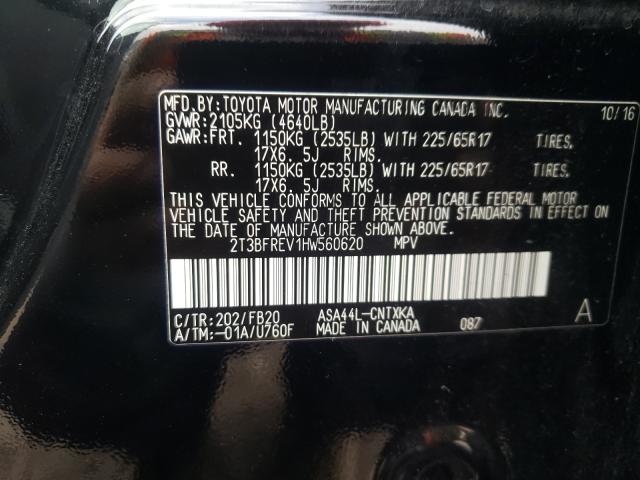 MFD.BY:TOYOTA MOTOR MANUFACTURING CANADA INC. 10/16
GVWR:2105KG (4640LB)
GAWR:FRT. 1150KG (2535LB) WITH 225/65R17 TIRES.
17X6.5J RIMS.
RR. 1150KG (2535LB) WITH 225/65R17 TIRES.
17X6.5J RIMS.
THIS VEHICLE CONFORMS TO ALL APPLICABLE FEDERAL MOTOR
VEHICLE SAFETY AND THEFT PREVENTION STANDARDS IN EFFECT ON
THE DATE OF MANUFACTURE SHOWN ABOVE.
2T3BFREV1HW560620 MPV
C/TR:202/FB20 ASA44L-CNTXKA A
A/TM:-01A/U760F MADE IN CANADA 087